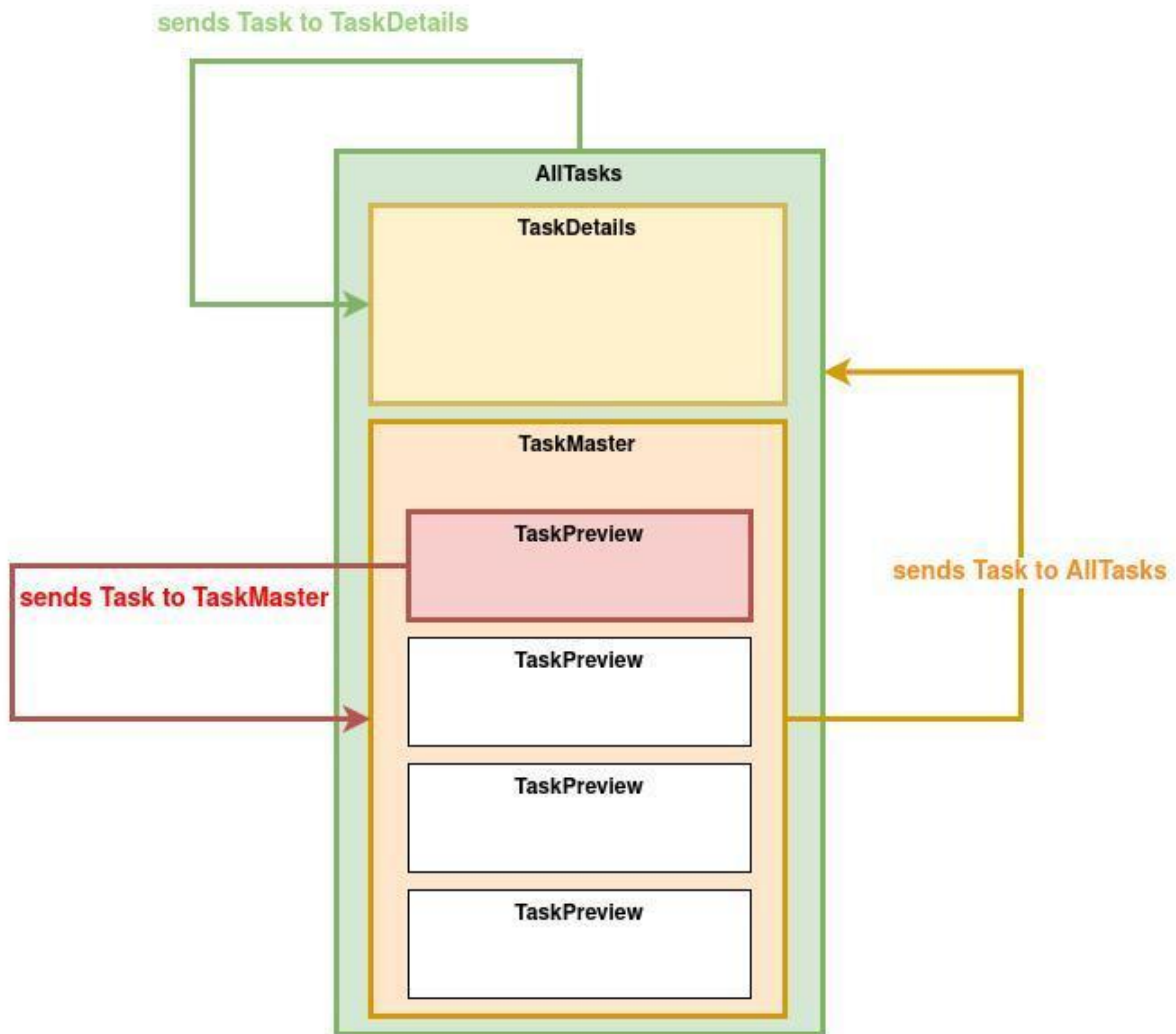 sends Task to TaskDetails
AllTasks
TaskDetails
TaskMaster
TaskPreview
sends Task to AllTasks
sends Task to TaskMaster
TaskPreview
TaskPreview
TaskPreview